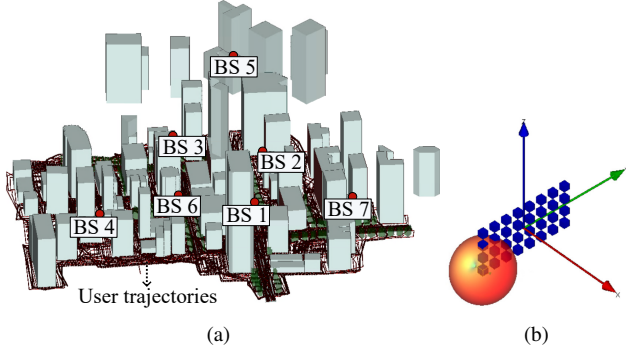 BS 5
BS 3
BS 2
BS 6
BS 1
BS 7
BS 4
User trajectories
z
x
(a)
(b)